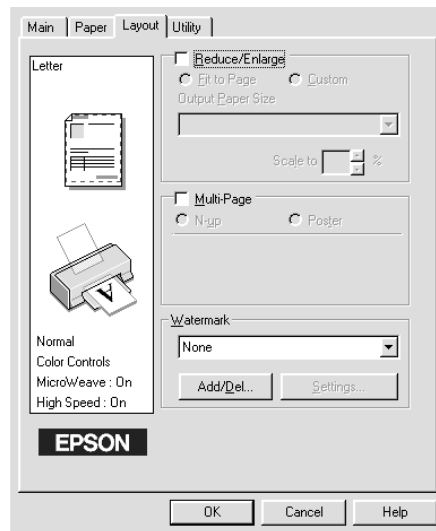 Main Paper Layout Utility
Letter
Normal
Color Controls
MicroWeave : On
High Speed : On
EPSON
Reduce/Enlarge
Fit to Page Custom
Output Paper Size
Scale to %
Multi-Page
N-up Poster
Watermark
None
Add/Del... Settings...
OK Cancel Help